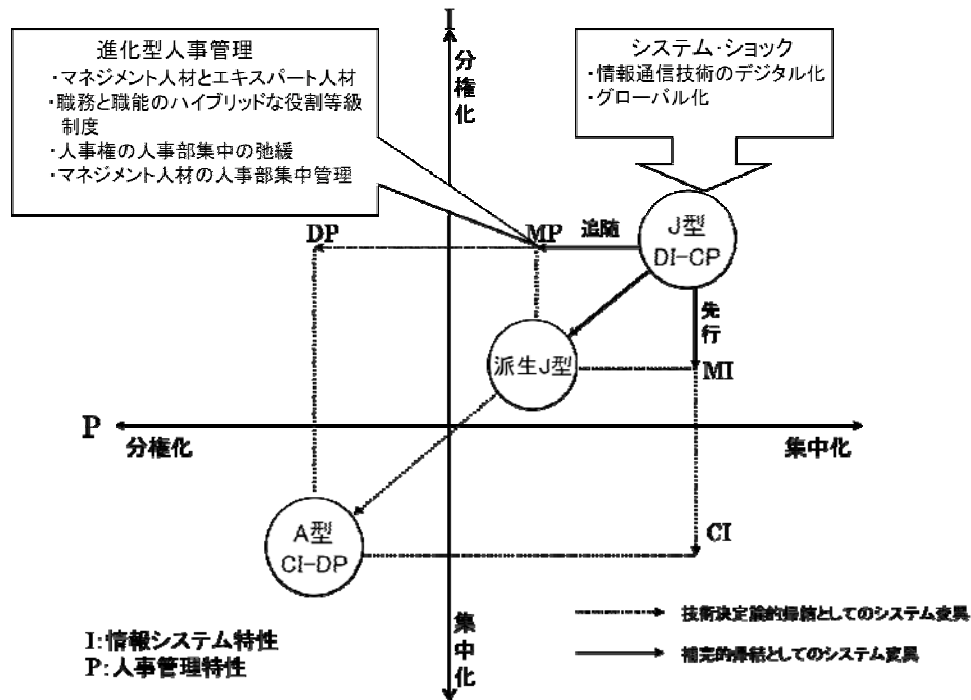 I
進化型人事管理
・マネジメント人材とエキスパート人材
・職務と職能のハイブリッドな役割等級
制度
・人事権の人事部集中の弛緩
・マネジメント人材の人事部集中管理
分権化
システム・ショック
・情報通信技術のデジタル化
・グローバル化
DP
MP
追随
J型
DI-CP
先行
派生J型
MI
P
分権化
集中化
A型
CI-DP
CI
集中化
I:情報システム特性
P:人事管理特性
技術決定論的帰結としてのシステム変異
補完的帰結としてのシステム変異